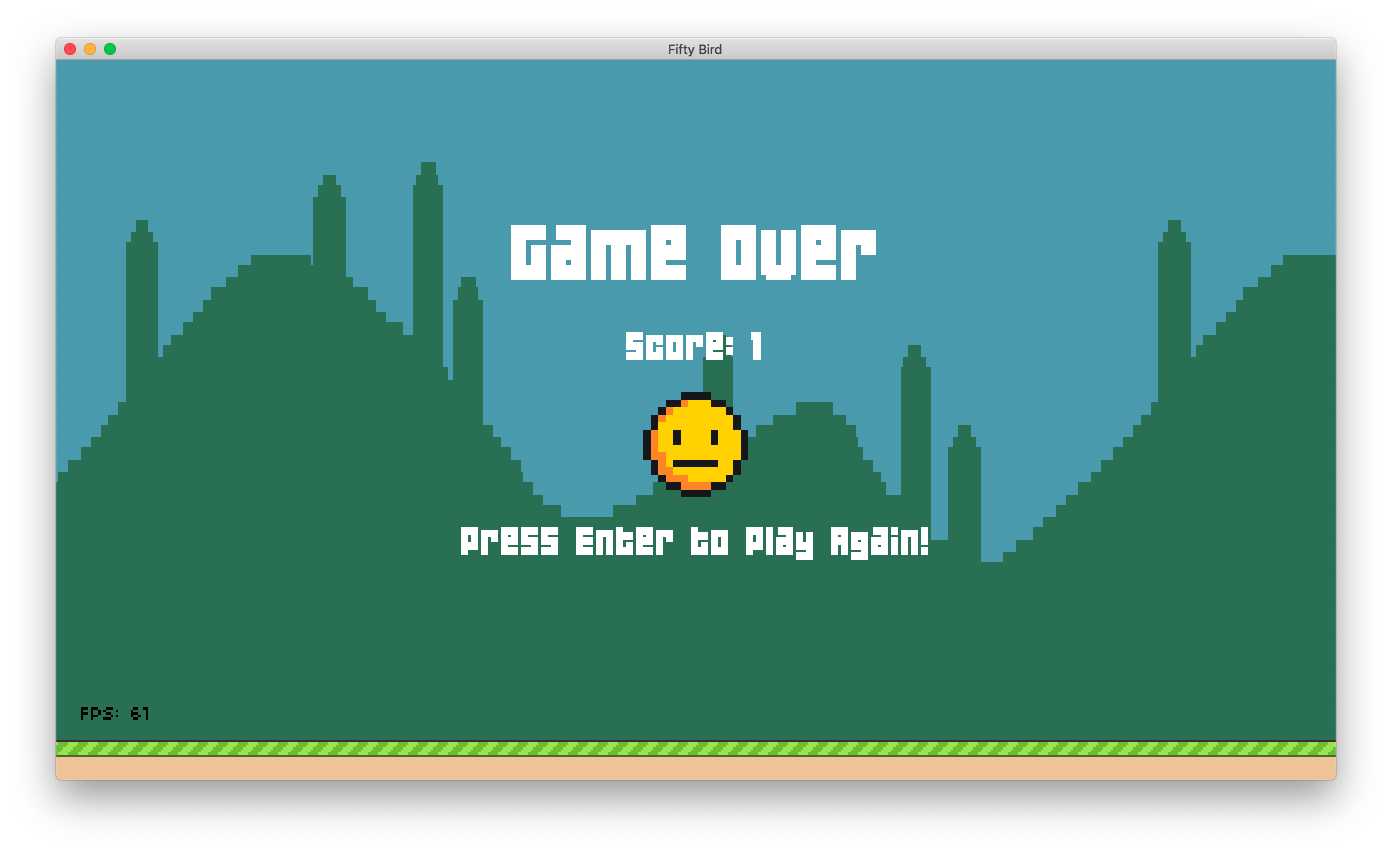 Fifty Bird
Game Over
Score: 1
Press Enter to Play Again!
FPS: 61